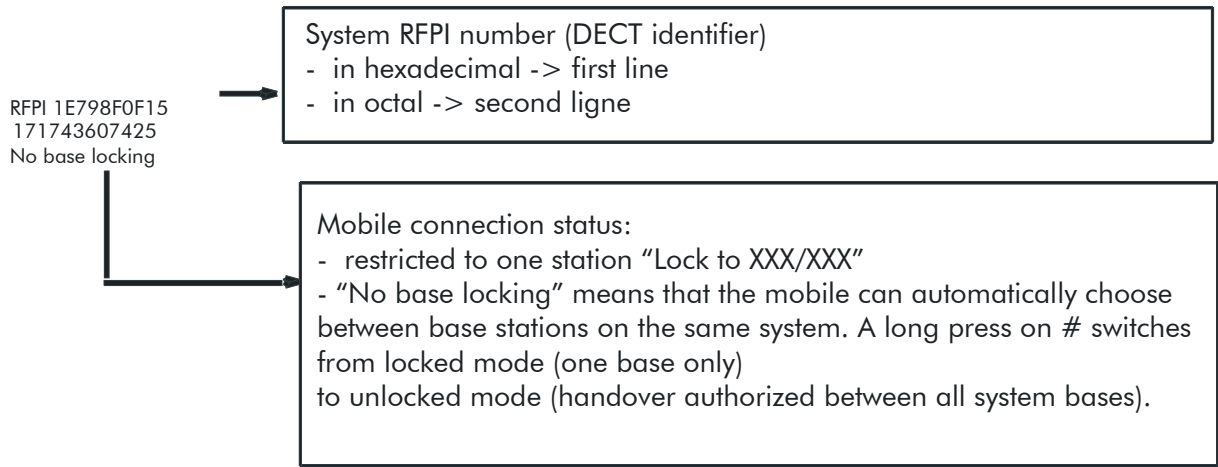 System RFPI number (DECT identifier)
- in hexadecimal -> first line
- in octal -> second ligne
RFPI 1E798F0F15
171743607425
No base locking
Mobile connection status:
- restricted to one station “Lock to XXX/XXX”
- “No base locking” means that the mobile can automatically choose
between base stations on the same system. A long press on # switches
from locked mode (one base only)
to unlocked mode (handover authorized between all system bases).